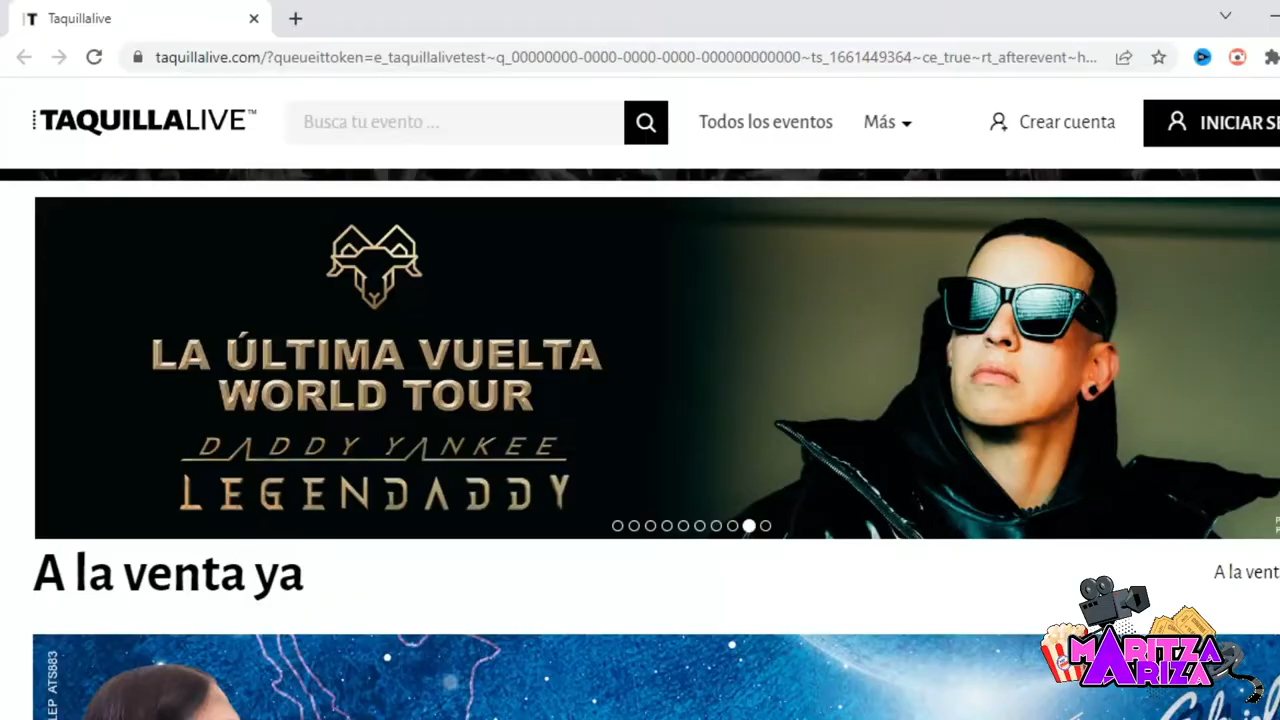 Taquillalive
taquillalive.com/?queueittoken=e_taquillalivetest~q_00000000-0000-0000-0000-000000000000~ts_1661449364~ce_true~rt_afterevent~h...
TAQUILLALIVE™
Busca tu evento ...
Todos los eventos
Más
Crear cuenta
INICIAR SE
LA ÚLTIMA VUELTA
WORLD TOUR
DADDY YANKEE
LEGENDADDY
A la venta ya
A la vent
LEP ATS883
MARITZA
ARIZA